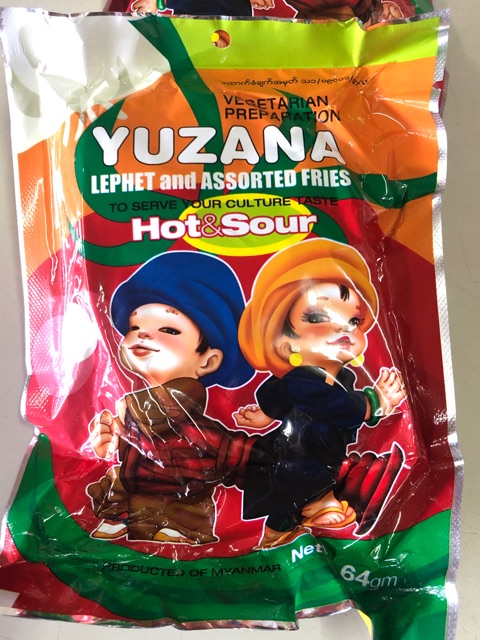 VEGETARIAN
PREPARATION
YUZANA
LEPHET and ASSORTED FRIES
TO SERVE YOUR CULTURE TASTE
Hot&Sour
Net
64gm
PRODUCTED OF MYANMAR